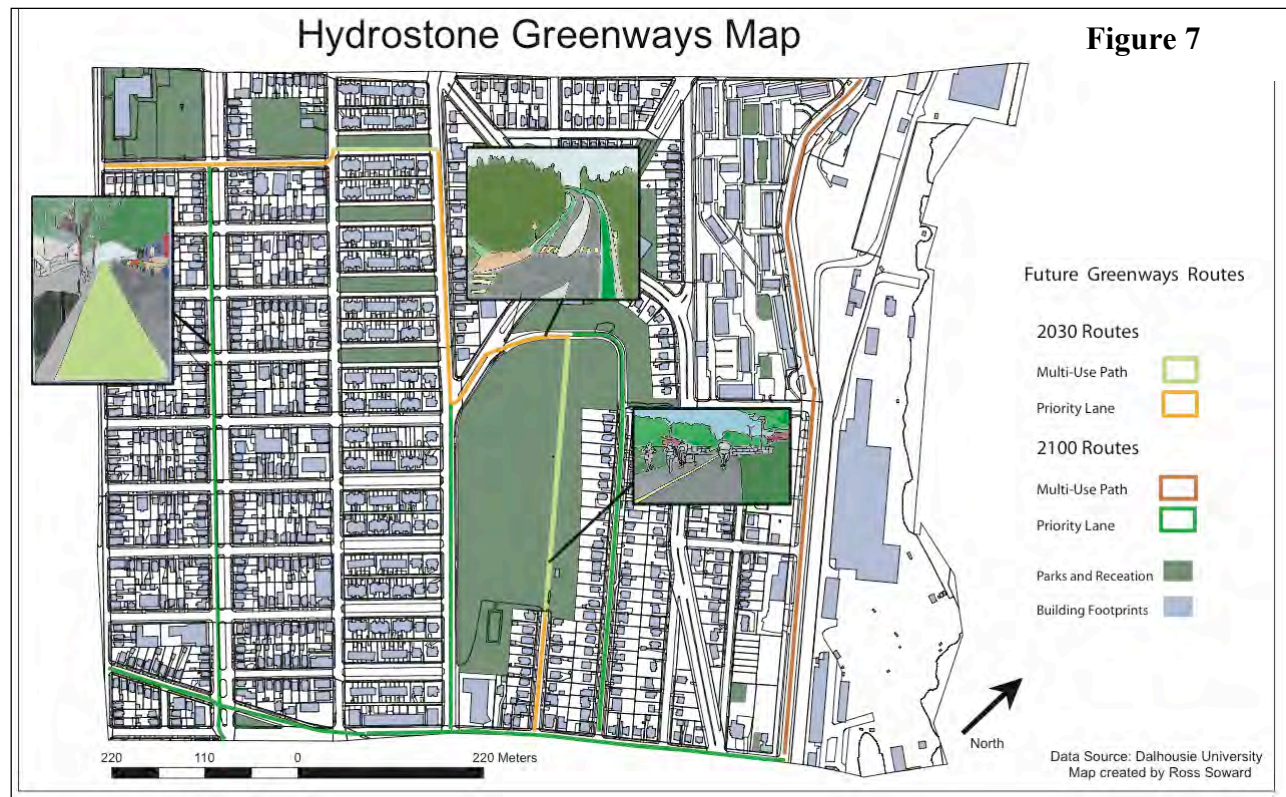 Hydrostone Greenways Map
Figure 7
Future Greenways Routes
2030 Routes
Multi-Use Path
Priority Lane
2100 Routes
Multi-Use Path
Priority Lane
Parks and Recreation
Building Footprints
North
220 110 0 220 Meters
Data Source: Dalhousie University
Map created by Ross Soward